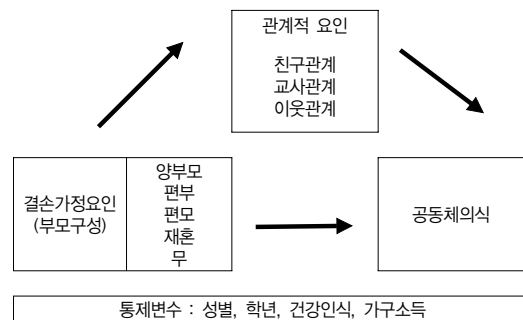 관계적 요인
친구관계
교사관계
이웃관계
결손가정요인
(부모구성)
양부모
편부
편모
재혼
무
공동체의식
통제변수 : 성별, 학년, 건강인식, 가구소득